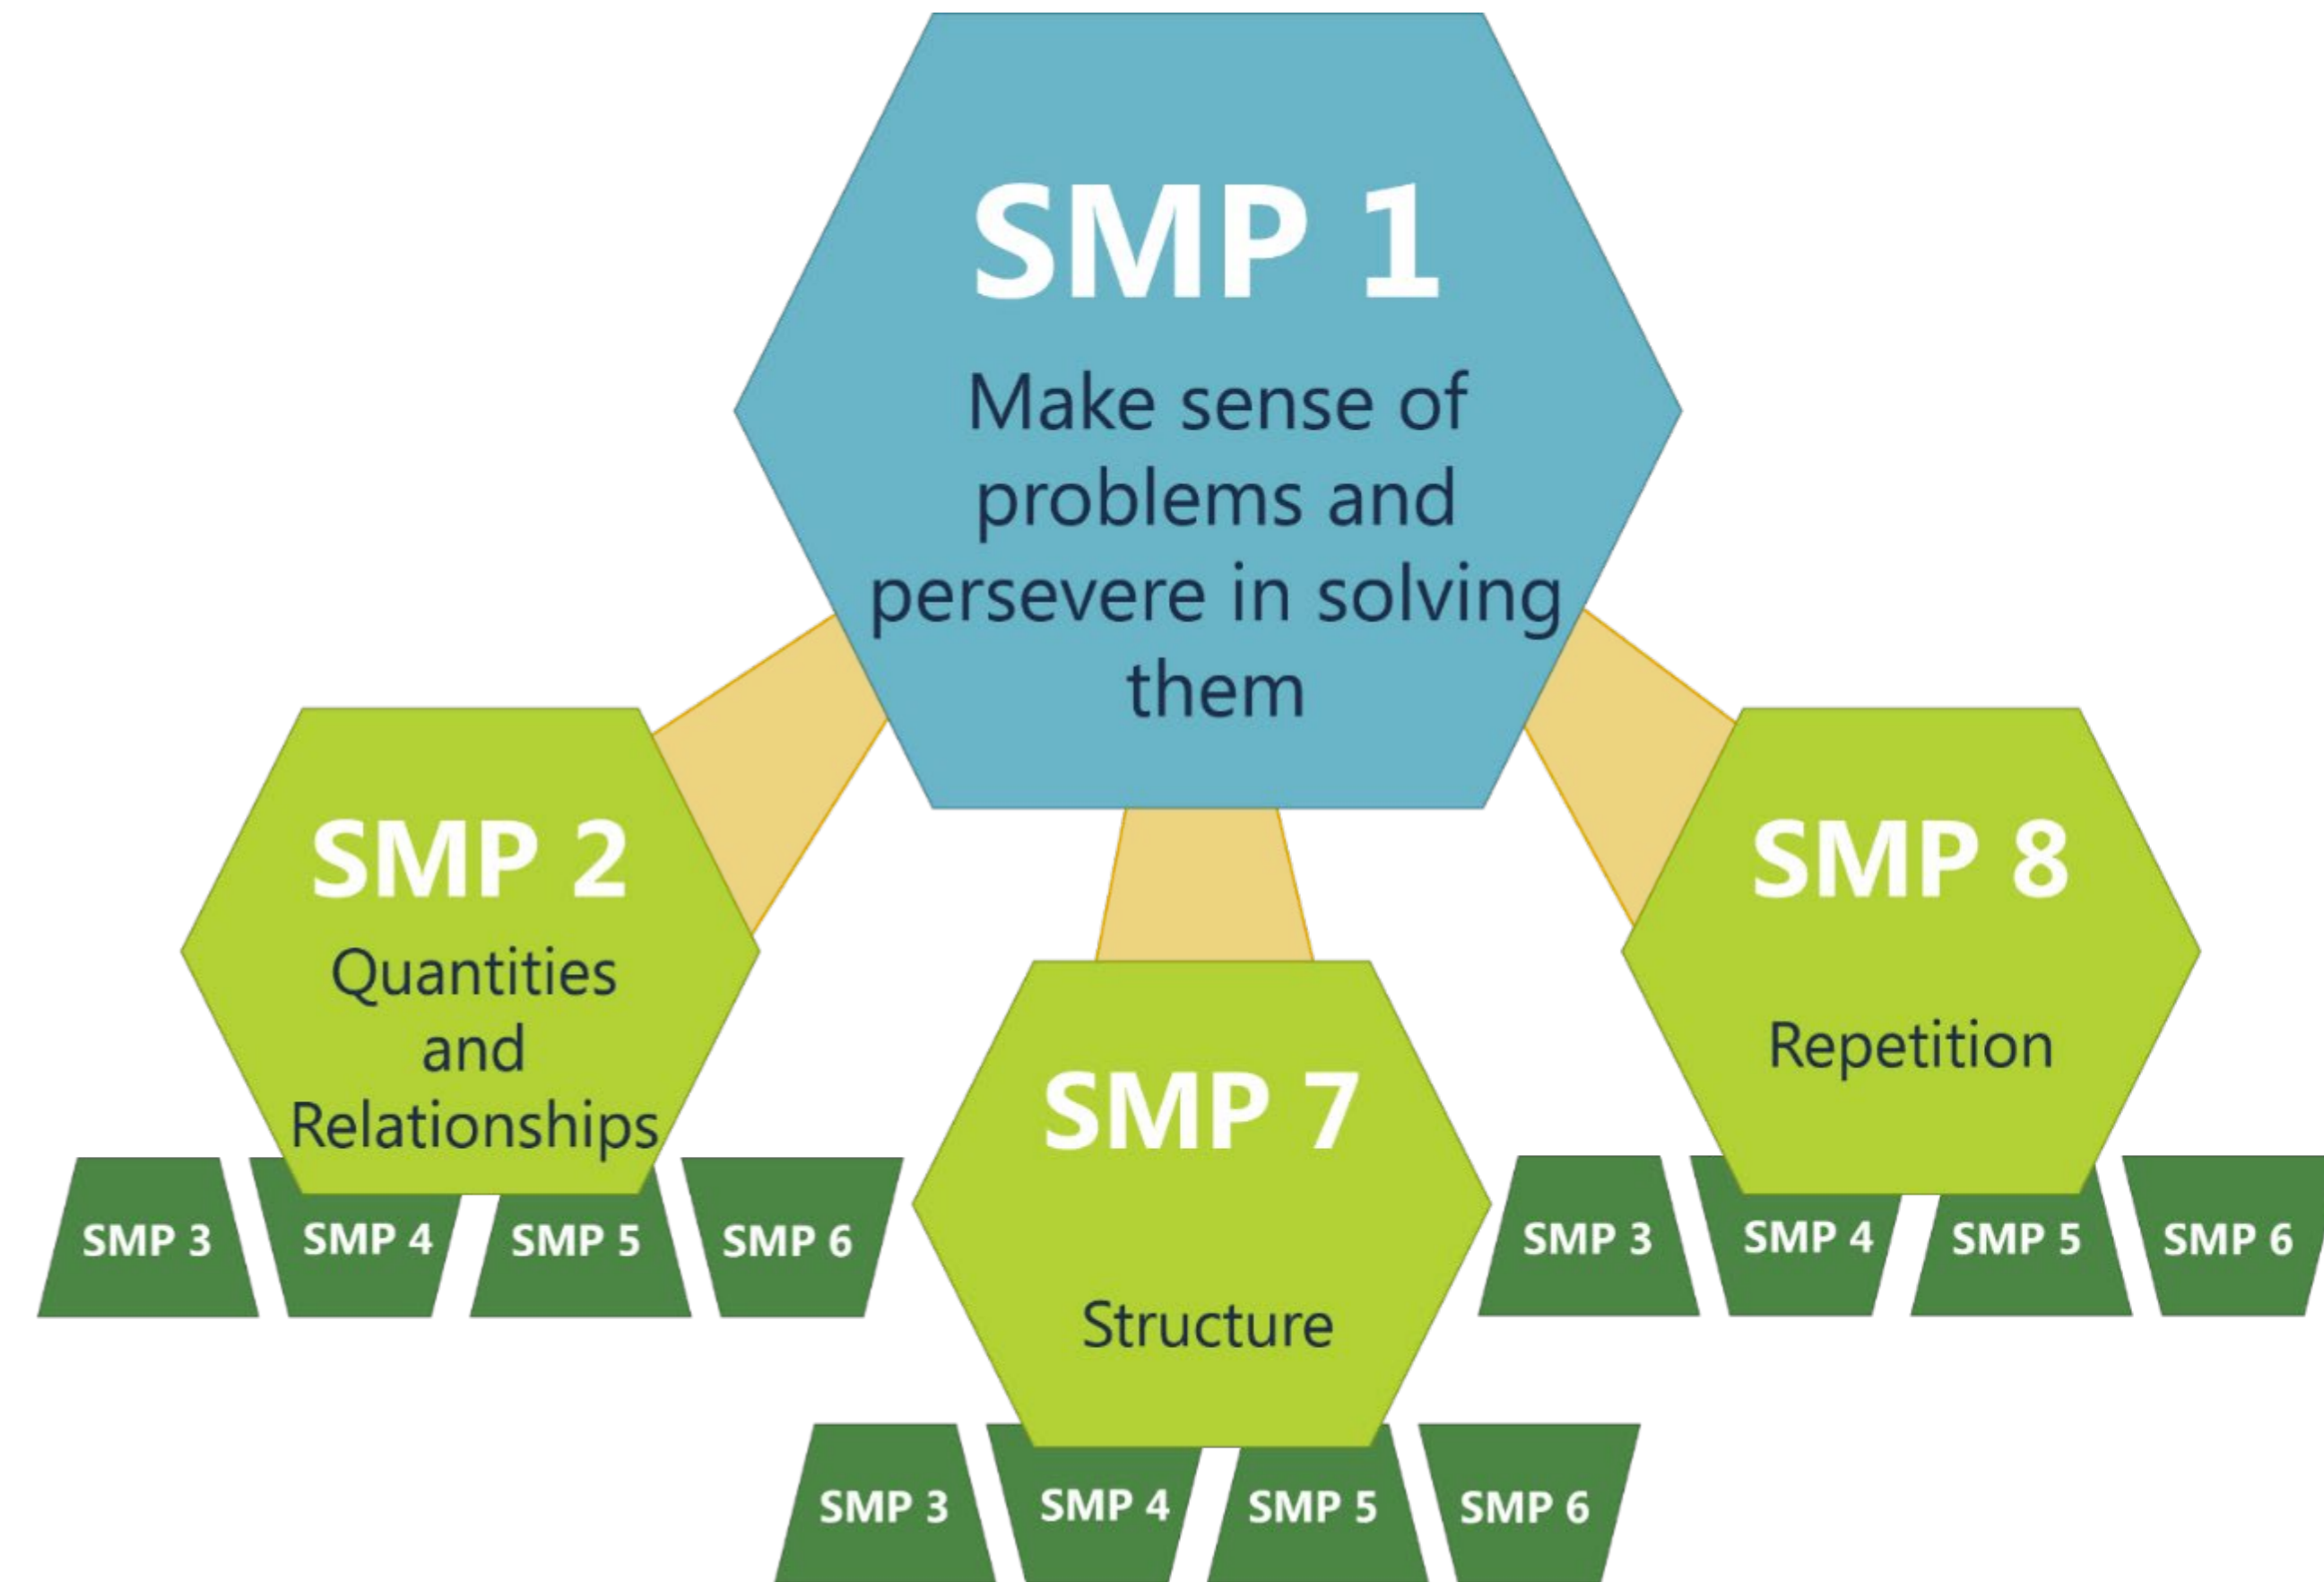 SMP 1
Make sense of
problems and
persevere in solving
them
SMP 2
Quantities
and
Relationships
SMP 3
SMP 4
SMP 5
SMP 6
SMP 7
Structure
SMP 3
SMP 4
SMP 5
SMP 6
SMP 8
Repetition
SMP 3
SMP 4
SMP 5
SMP 6